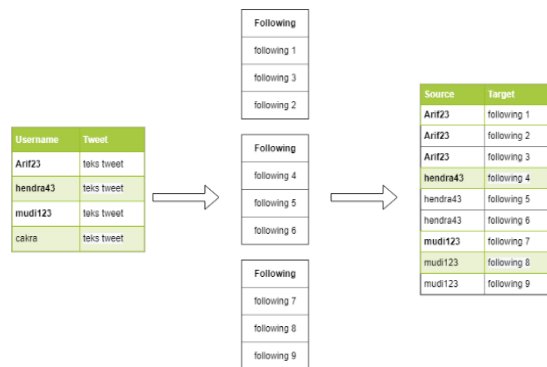 Username Tweet
Arif23 teks tweet
hendra43 teks tweet
mudi123 teks tweet
cakra teks tweet
Following
following 1
following 3
following 2
Following
following 4
following 5
following 6
Following
following 7
following 8
following 9
Source Target
Arif23 following 1
Arif23 following 2
Arif23 following 3
hendra43 following 4
hendra43 following 5
hendra43 following 6
mudi123 following 7
mudi123 following 8
mudi123 following 9